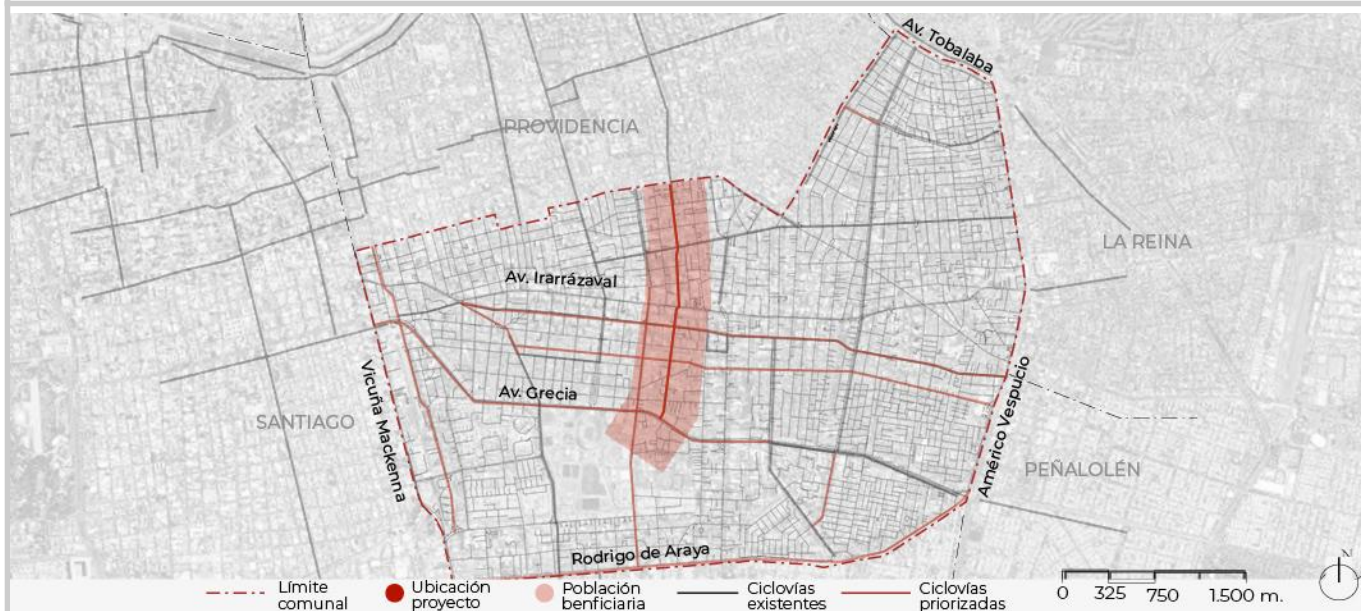 Av. Tobalaba
PROVIDENCIA
LA REINA
Av. Irarrázaval
Vicuña Mackenna
Av. Grecia
SANTIAGO
Américo Vespucio
PEÑALOLÉN
Rodrigo de Araya
N
Límite
comunal
Ubicación
proyecto
Población
benficiaria
Ciclovías
existentes
Ciclovías
priorizadas
0 325 750 1.500 m.